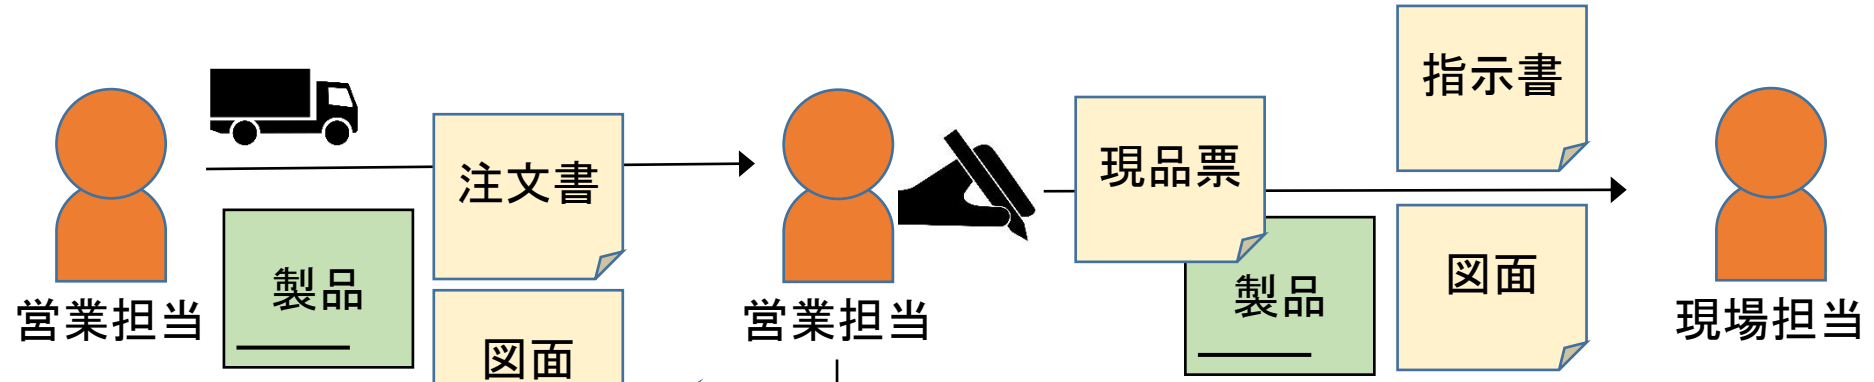 営業担当
製品
注文書
図面
営業担当
現品票
製品
指示書
図面
現場担当